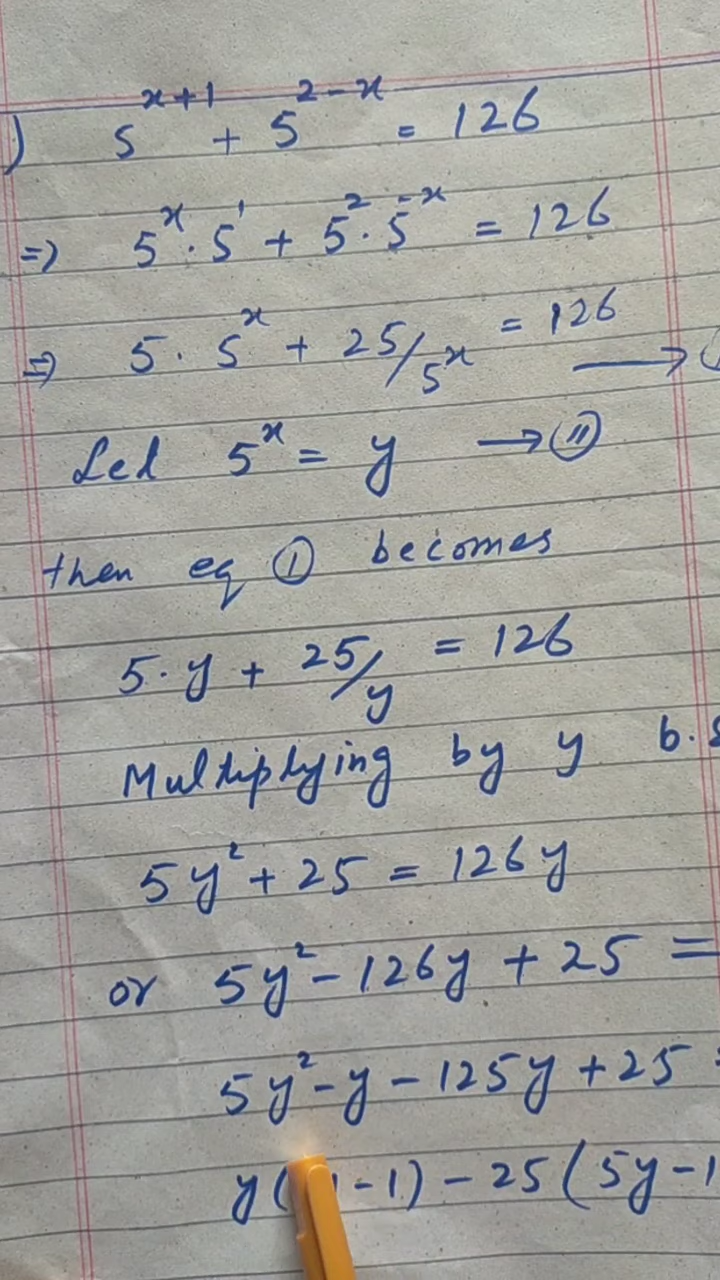 ) 5^{x+1} + 5^{2-x} = 126
=> 5^x . 5^1 + 5^2 . 5^{-x} = 126
=> 5 . 5^x + 25/5^x = 126 →
Let 5^x = y → (II)
then eq (1) becomes
5 . y + 25/y = 126
Multiplying by y b.s
5y^2 + 25 = 126y
or 5y^2 - 126y + 25 =
5y^2 - y - 125y + 25 =
y( - 1) - 25 (5y - 1